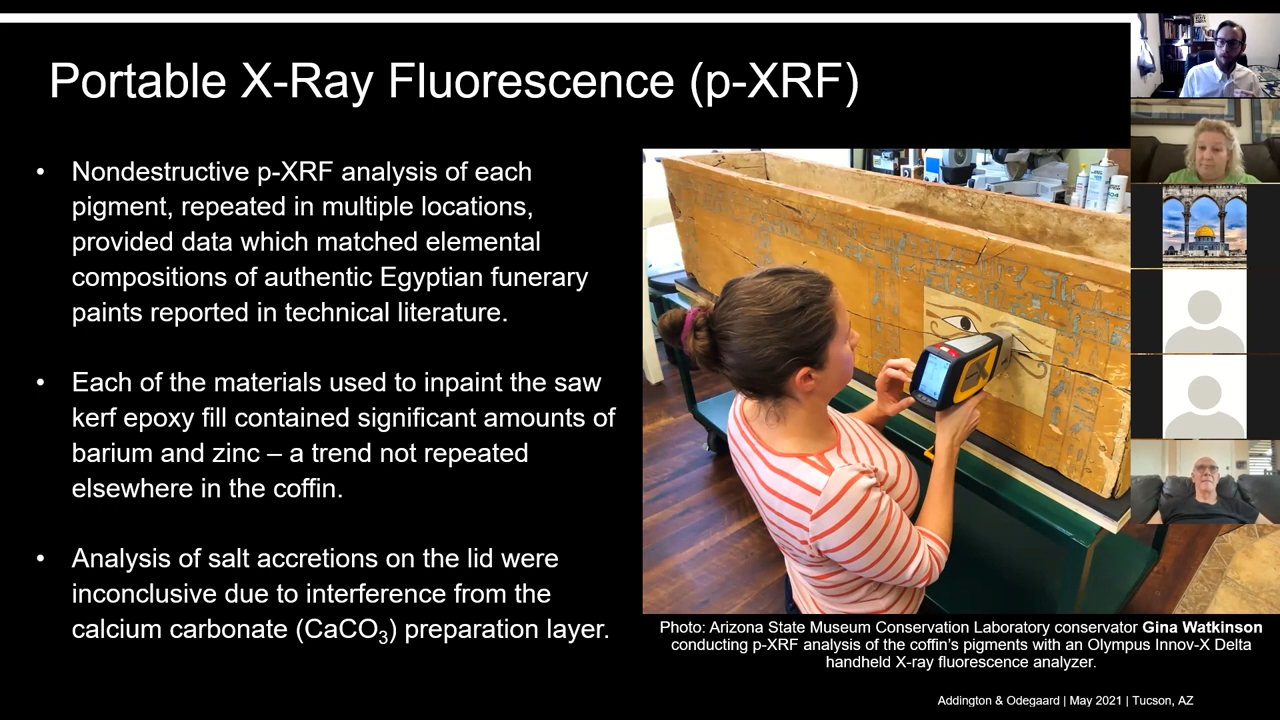 Portable X-Ray Fluorescence (p-XRF)
• Nondestructive p-XRF analysis of each
pigment, repeated in multiple locations,
provided data which matched elemental
compositions of authentic Egyptian funerary
paints reported in technical literature.
• Each of the materials used to inpaint the saw
kerf epoxy fill contained significant amounts of
barium and zinc – a trend not repeated
elsewhere in the coffin.
• Analysis of salt accretions on the lid were
inconclusive due to interference from the
calcium carbonate (CaCO₃) preparation layer.
Photo: Arizona State Museum Conservation Laboratory conservator Gina Watkinson
conducting p-XRF analysis of the coffin’s pigments with an Olympus Innov-X Delta
handheld X-ray fluorescence analyzer.
Addington & Odegaard | May 2021 | Tucson, AZ